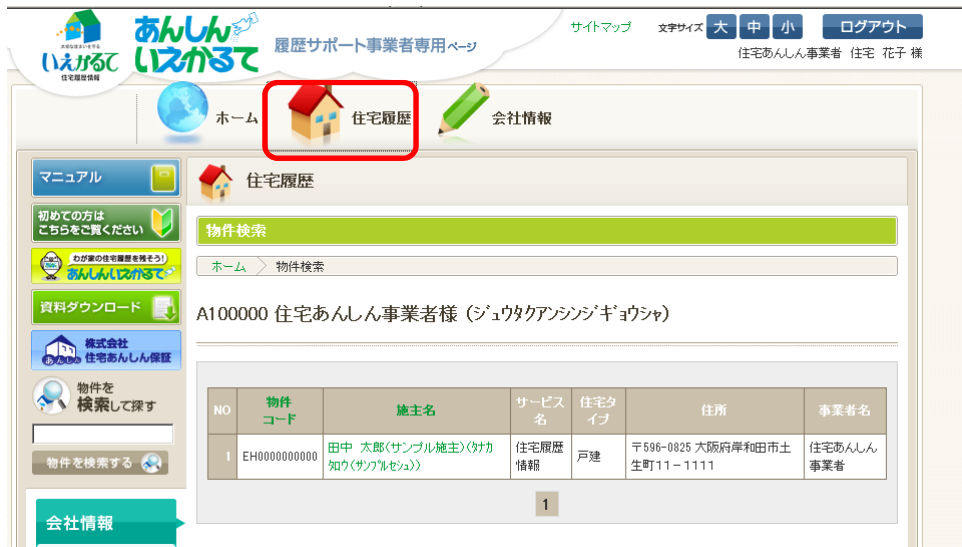 大切な住まいを守る
いえかるて
住宅履歴情報
あんしん
いえかるて
履歴サポート事業者専用ページ
サイトマップ 文字サイズ 大 中 小 ログアウト
住宅あんしん事業者 住宅 花子 様
ホーム 住宅履歴 会社情報
マニュアル
初めての方は
こちらをご覧ください
わが家の住宅履歴を残そう!
あんしんいえかるて
資料ダウンロード
株式会社
住宅あんしん保証
あんしん
物件を
検索して探す
物件を検索する
会社情報
住宅履歴
物件検索
ホーム 物件検索
A100000 住宅あんしん事業者様 (ジュウタクアンシンジギョウシャ)
NO 物件コード 施主名 サービス名 住宅タイプ 住所 事業者名
1 EH0000000000 田中 太郎(サンプル施主)(タナカ
タロウ(サンプルセシュ)) 住宅履歴
情報 戸建 〒596-0825 大阪府岸和田市土
生町11-1111 住宅あんしん
事業者
1